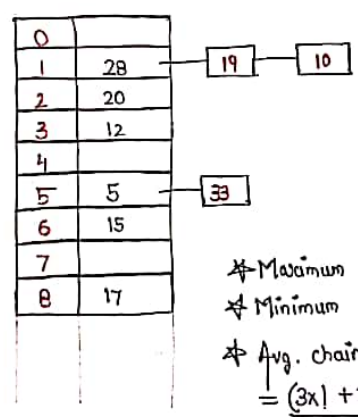 0
1 28 19 10
2 20
3 12
4
5 5 33
6 15
7
8 17
☆ Maximum
☆ Minimum
☆ Avg. chain
= (3x1 +